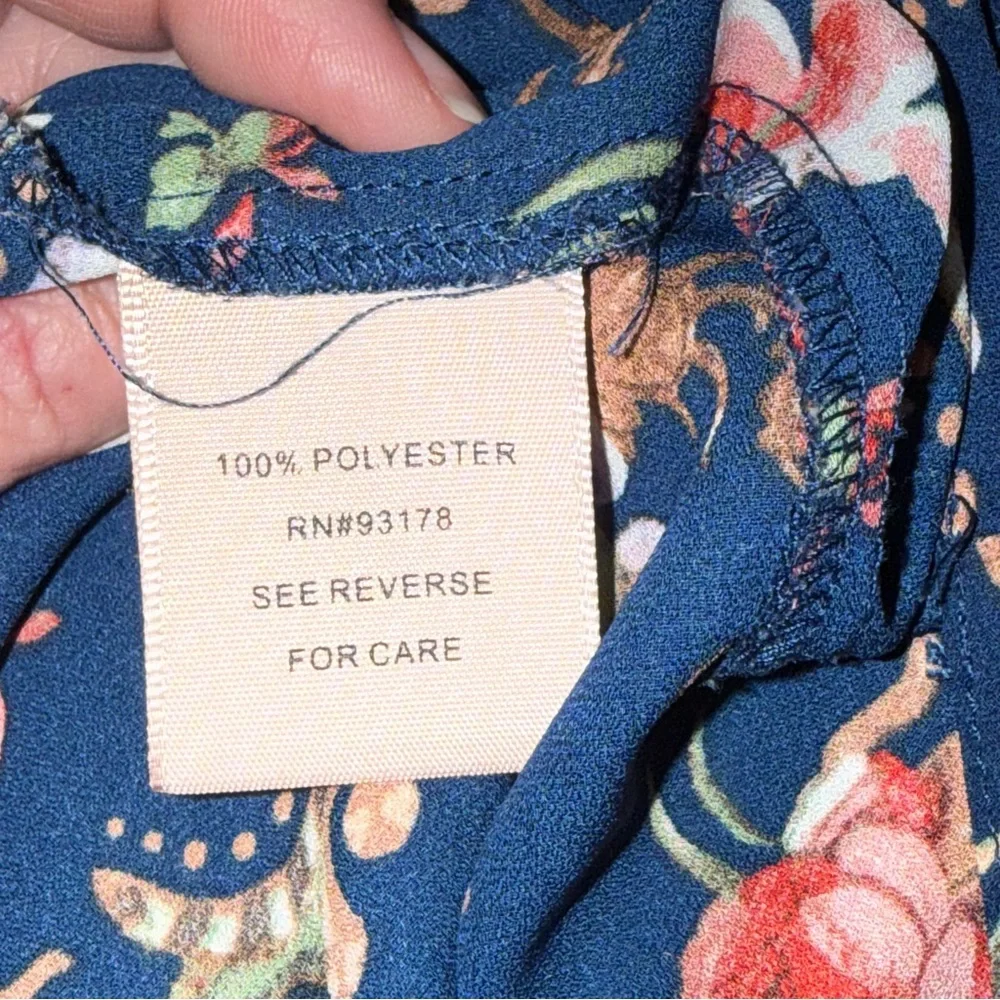 100% POLYESTER
RN#93178
SEE REVERSE
FOR CARE